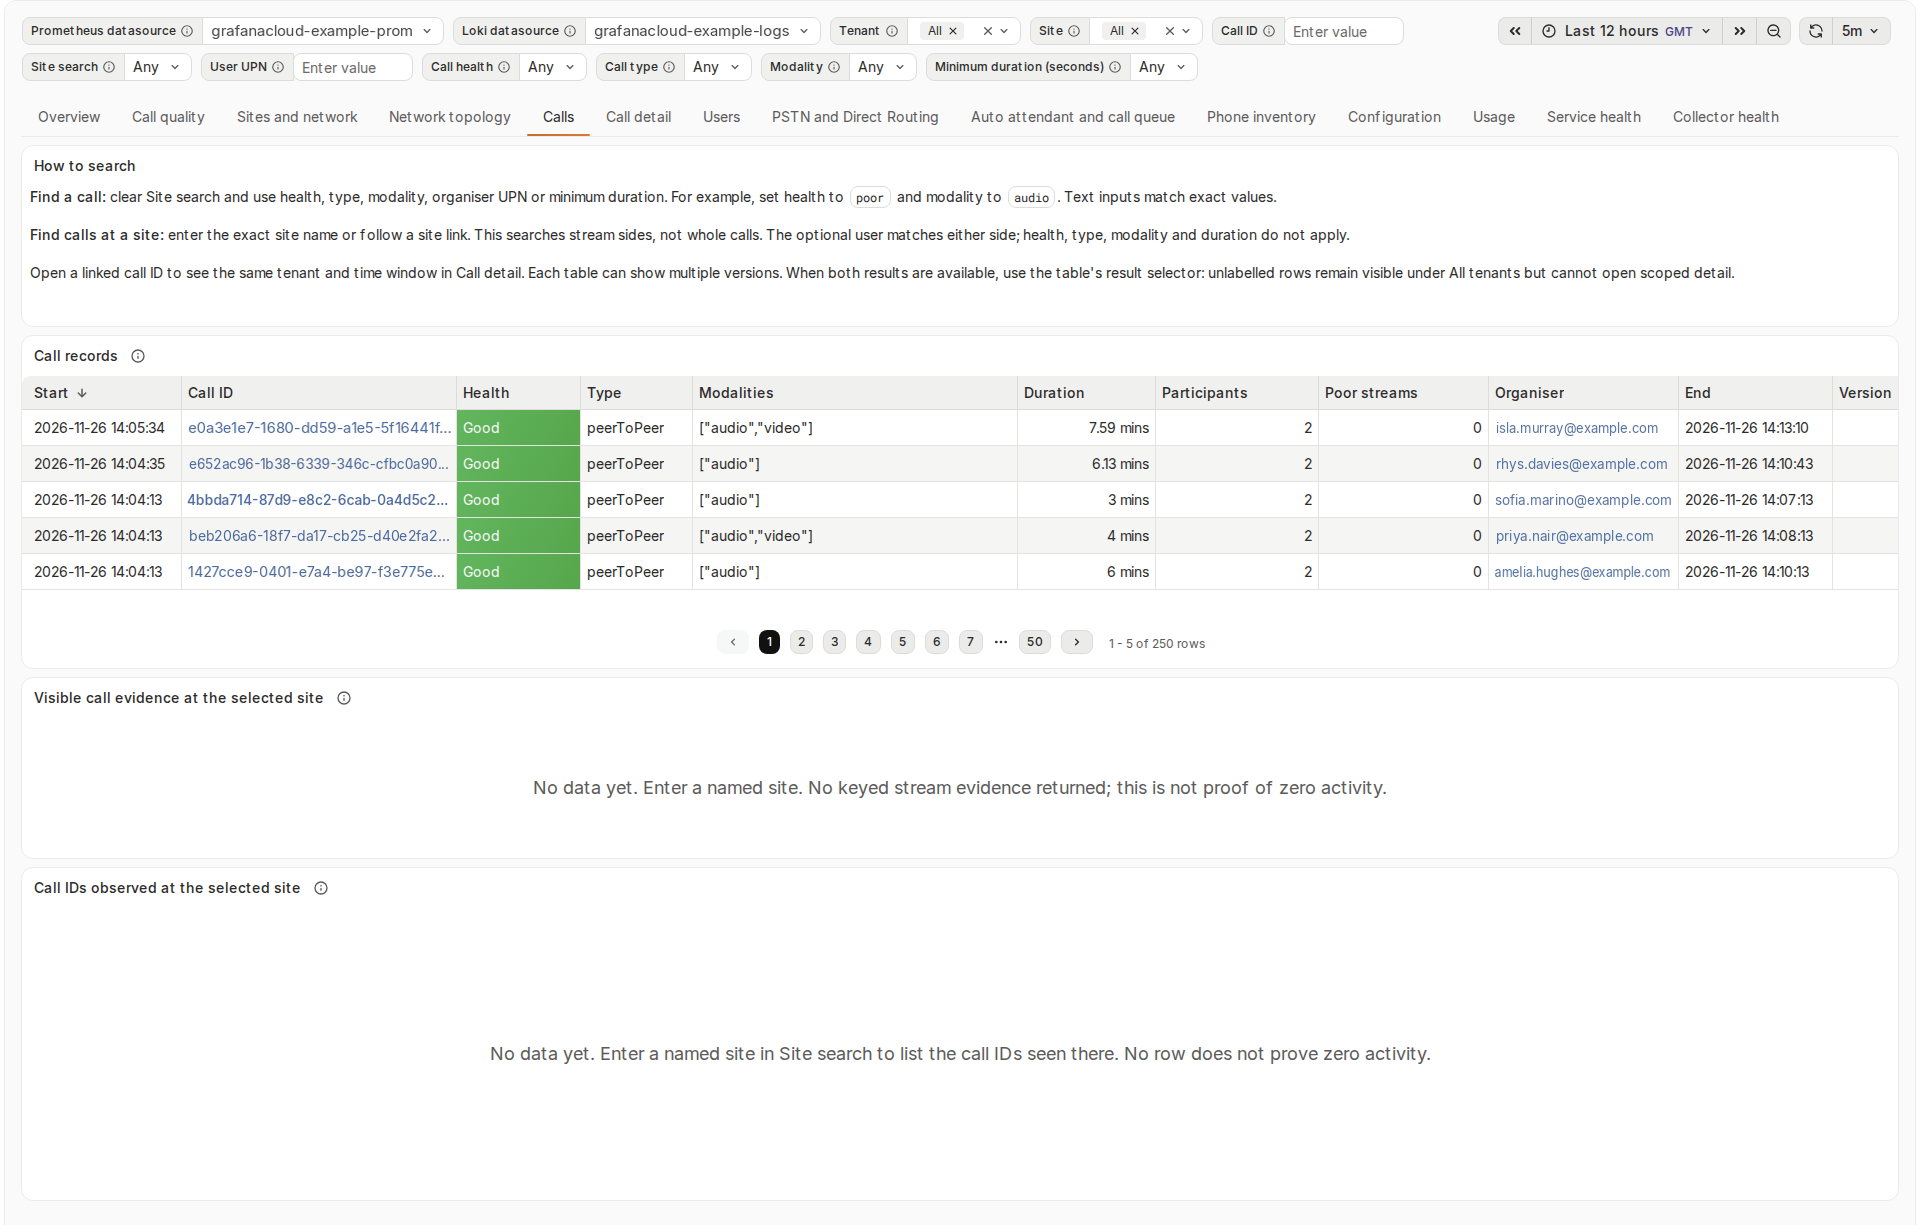 Prometheus datasource grafanacloud-example-prom Loki datasource grafanacloud-example-logs Tenant All Site All Call ID Enter value Last 12 hours GMT 5m
Site search Any User UPN Enter value Call health Any Call type Any Modality Any Minimum duration (seconds) Any
Overview Call quality Sites and network Network topology Calls Call detail Users PSTN and Direct Routing Auto attendant and call queue Phone inventory Configuration Usage Service health Collector health
How to search
Find a call: clear Site search and use health, type, modality, organiser UPN or minimum duration. For example, set health to poor and modality to audio. Text inputs match exact values.
Find calls at a site: enter the exact site name or follow a site link. This searches stream sides, not whole calls. The optional user matches either side; health, type, modality and duration do not apply.
Open a linked call ID to see the same tenant and time window in Call detail. Each table can show multiple versions. When both results are available, use the table's result selector: unlabelled rows remain visible under All tenants but cannot open scoped detail.
Call records
Start Call ID Health Type Modalities Duration Participants Poor streams Organiser End Version
2026-11-26 14:05:34 e0a3e1e7-1680-dd59-a1e5-5f16441f... Good peerToPeer ["audio","video"] 7.59 mins 2 0 isla.murray@example.com 2026-11-26 14:13:10
2026-11-26 14:04:35 e652ac96-1b38-6339-346c-cfbc0a90... Good peerToPeer ["audio"] 6.13 mins 2 0 rhys.davies@example.com 2026-11-26 14:10:43
2026-11-26 14:04:13 4bbda714-87d9-e8c2-6cab-0a4d5c2... Good peerToPeer ["audio"] 3 mins 2 0 sofia.marino@example.com 2026-11-26 14:07:13
2026-11-26 14:04:13 beb206a6-18f7-da17-cb25-d40e2fa2... Good peerToPeer ["audio","video"] 4 mins 2 0 priya.nair@example.com 2026-11-26 14:08:13
2026-11-26 14:04:13 1427cce9-0401-e7a4-be97-f3e775e... Good peerToPeer ["audio"] 6 mins 2 0 amelia.hughes@example.com 2026-11-26 14:10:13
1 2 3 4 5 6 7 ... 50 1 - 5 of 250 rows
Visible call evidence at the selected site
No data yet. Enter a named site. No keyed stream evidence returned; this is not proof of zero activity.
Call IDs observed at the selected site
No data yet. Enter a named site in Site search to list the call IDs seen there. No row does not prove zero activity.